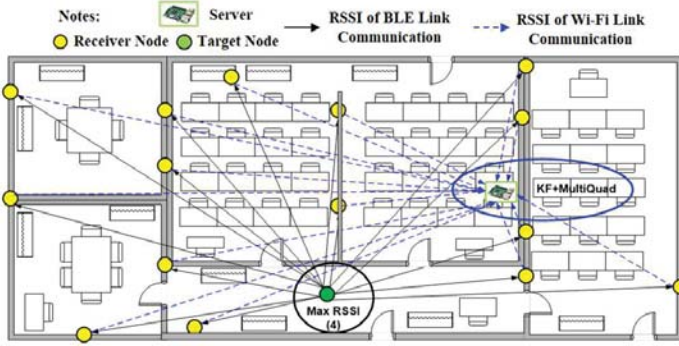 Notes:
Server
RSSI of BLE Link
Communication
RSSI of Wi-Fi Link
Communication
Receiver Node
Target Node
KF+MultiQuad
Max RSSI
(4)